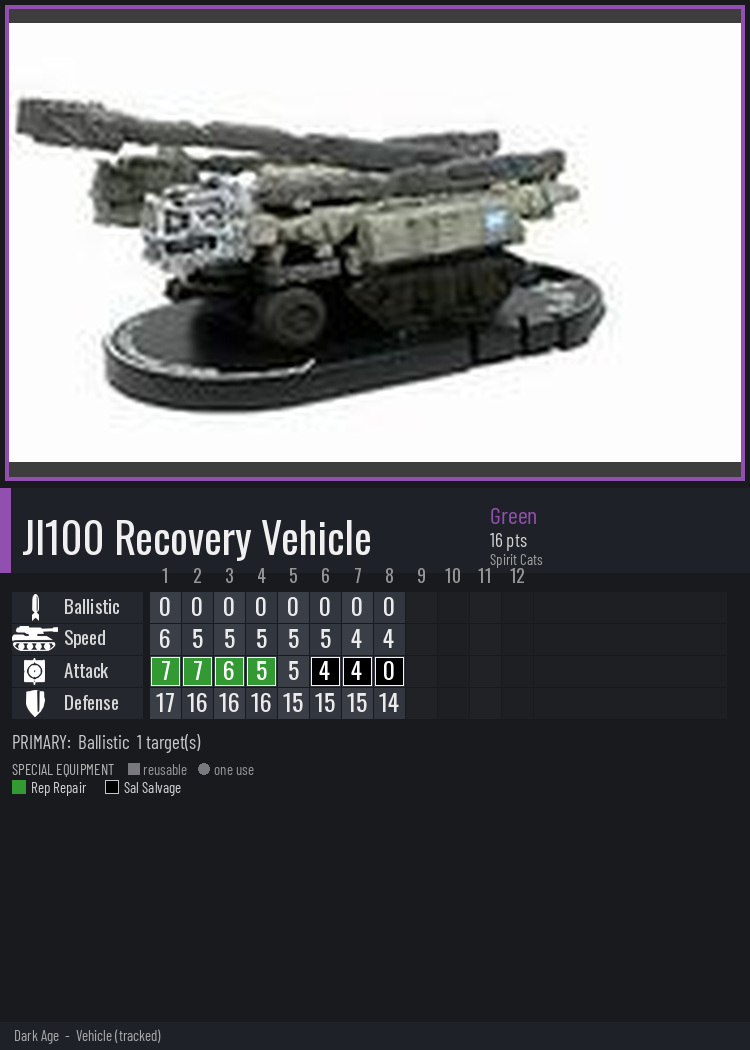 JI100 Recovery Vehicle
Green
16 pts
Spirit Cats
1 2 3 4 5 6 7 8 9 10 11 12
Ballistic 0 0 0 0 0 0 0 0
Speed 6 5 5 5 5 5 4 4
Attack 7 7 6 5 5 4 4 0
Defense 17 16 16 16 15 15 15 14
PRIMARY: Ballistic 1 target(s)
SPECIAL EQUIPMENT reusable one use
Rep Repair Sal Salvage
Dark Age - Vehicle (tracked)